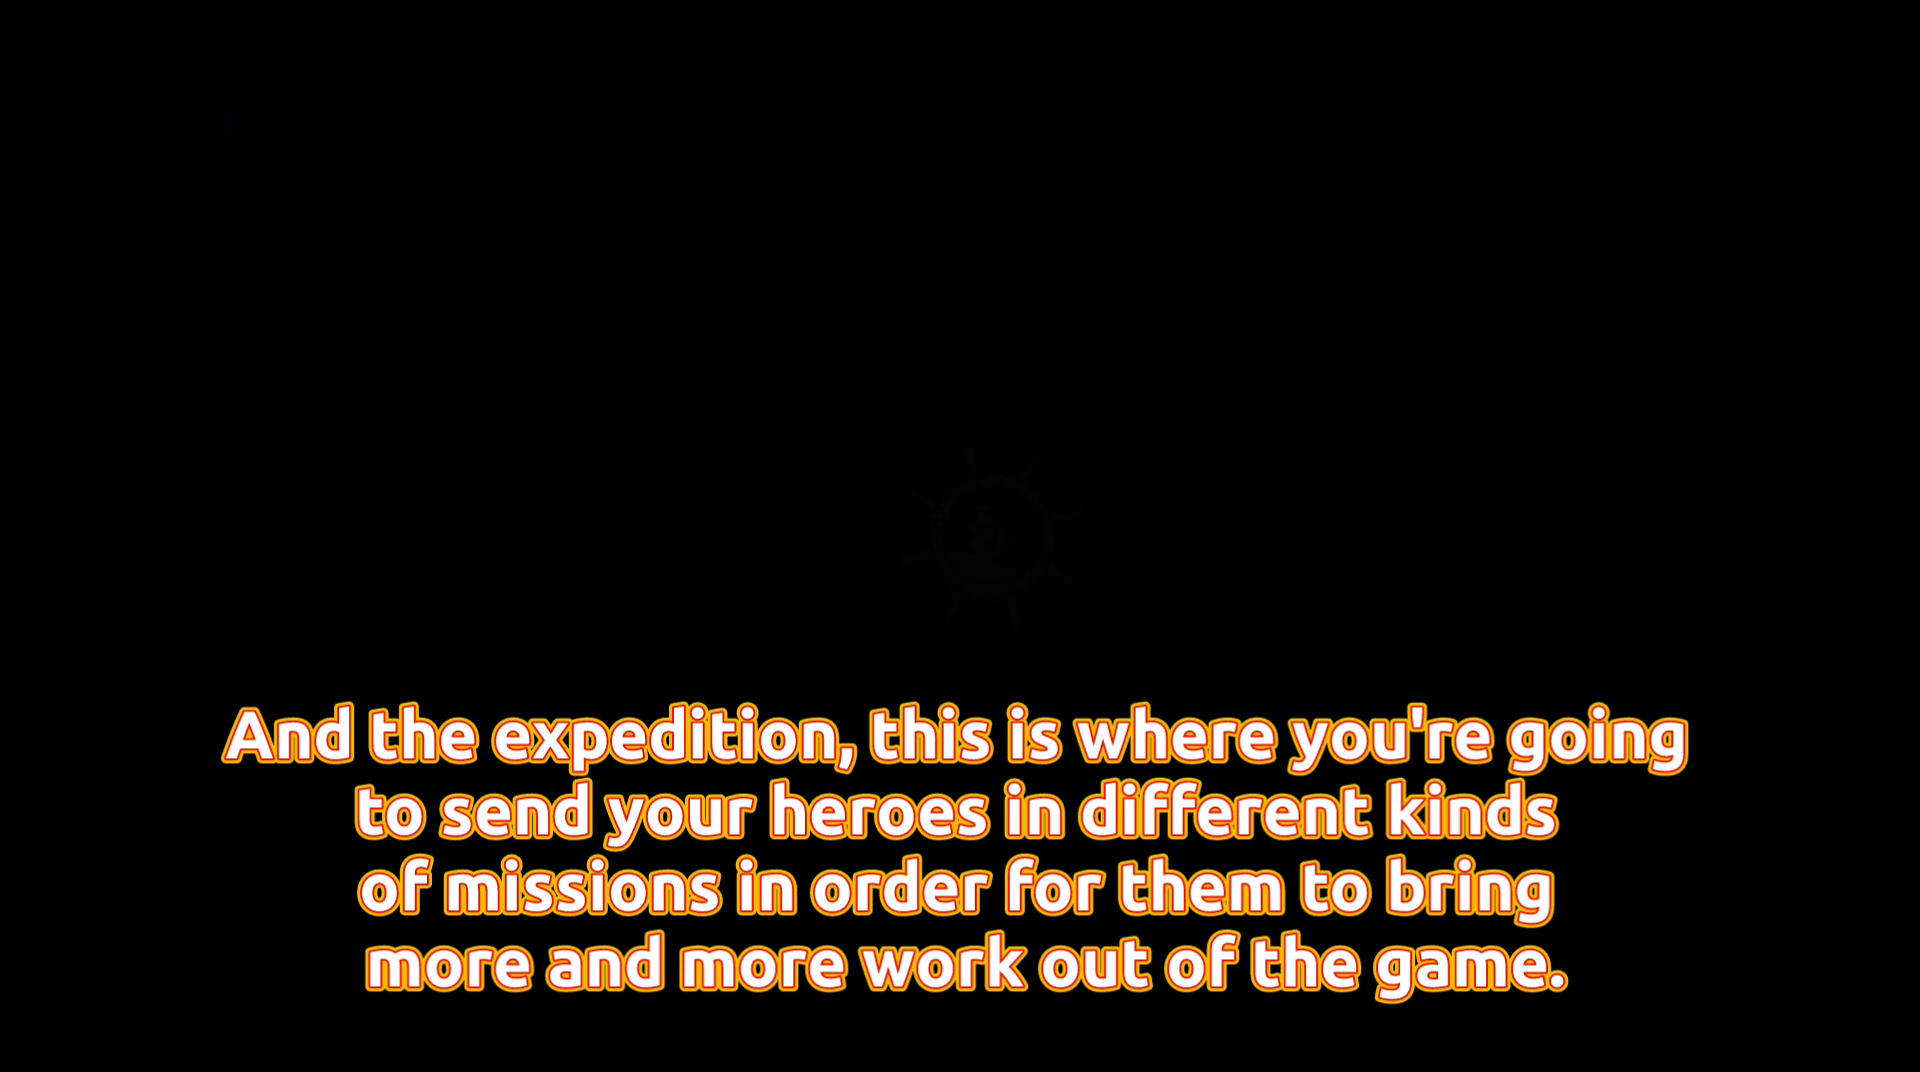 And the expedition, this is where you're going
to send your heroes in different kinds
of missions in order for them to bring
more and more work out of the game.